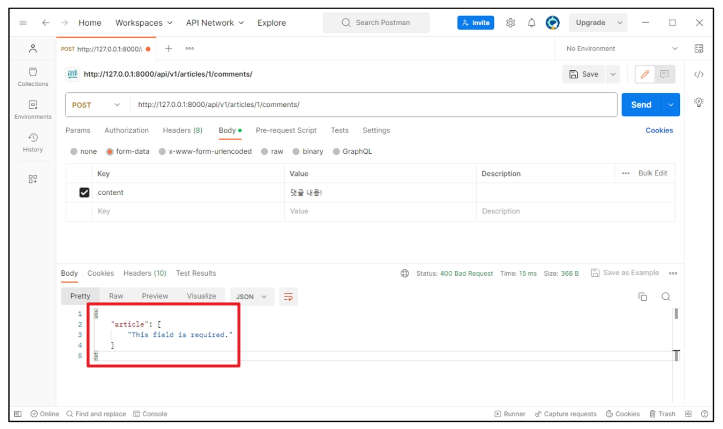 Home Workspaces API Network Explore Search Postman Invite Upgrade
POST http://127.0.0.1:8000/a No Environment
http://127.0.0.1:8000/api/v1/articles/1/comments/ Save
POST http://127.0.0.1:8000/api/v1/articles/1/comments/ Send
Params Authorization Headers (8) Body Pre-request Script Tests Settings Cookies
none form-data x-www-form-urlencoded raw binary GraphQL
Key Value Description Bulk Edit
content 댓글 내용!
Key Value Description
Collections
Environments
History
Body Cookies Headers (10) Test Results Status: 400 Bad Request Time: 15 ms Size: 366 B Save as Example
Pretty Raw Preview Visualize JSON
1 {
2 "article": [
3 "This field is required."
4 ]
5 }
Online Find and replace Console Runner Capture requests Cookies Trash